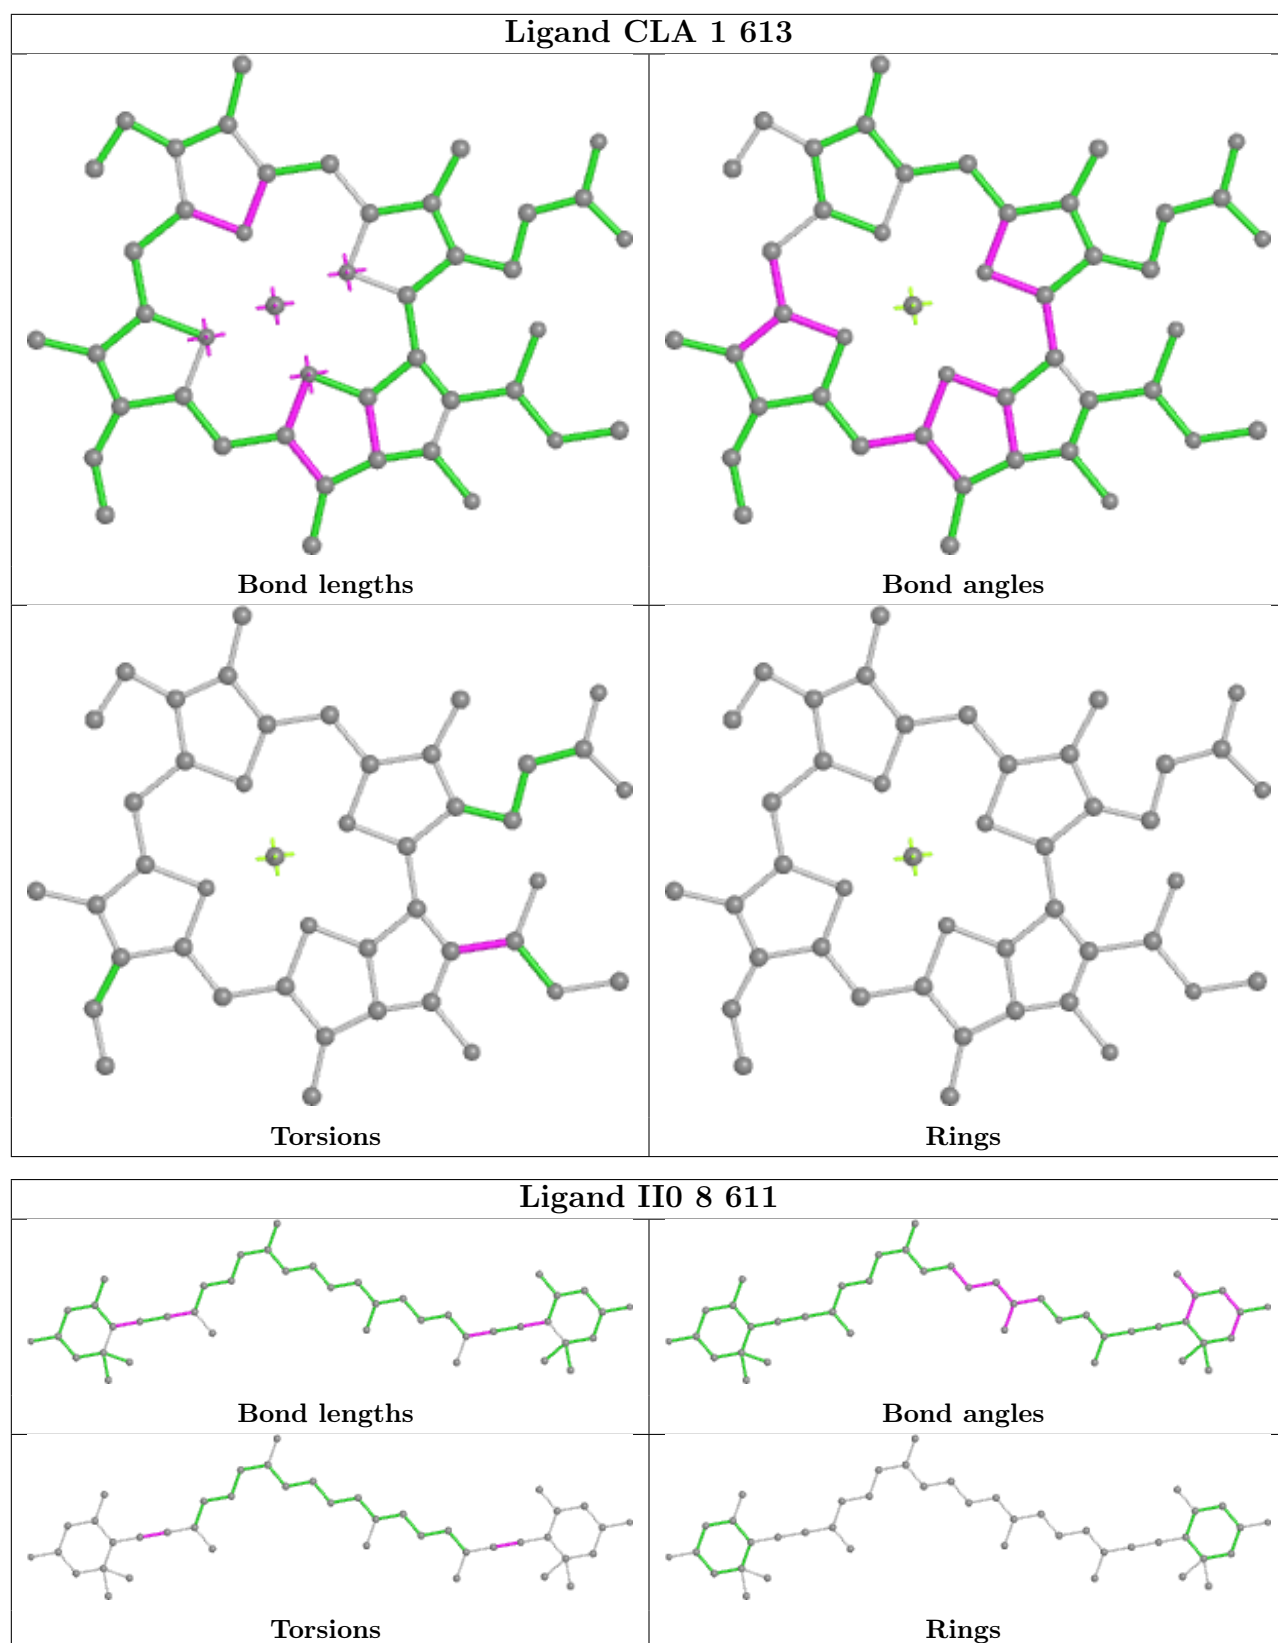 Ligand CLA 1 613
Bond lengths
Bond angles
Torsions
Rings
Ligand II0 8 611
Bond lengths
Bond angles
Torsions
Rings